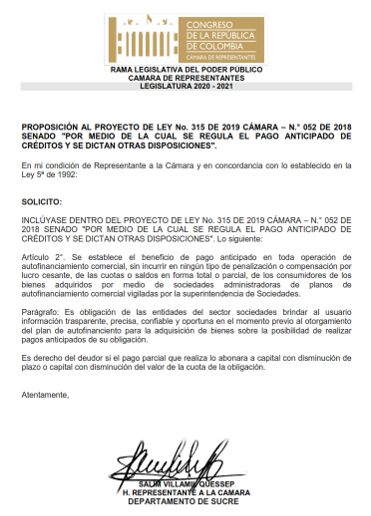 CONGRESO
DE LA REPÚBLICA
DE COLOMBIA
CÁMARA DE REPRESENTANTES
RAMA LEGISLATIVA DEL PODER PÚBLICO
CAMARA DE REPRESENTANTES
LEGISLATURA 2020 - 2021
PROPOSICIÓN AL PROYECTO DE LEY No. 315 DE 2019 CÁMARA – N.° 052 DE 2018
SENADO "POR MEDIO DE LA CUAL SE REGULA EL PAGO ANTICIPADO DE
CRÉDITOS Y SE DICTAN OTRAS DISPOSICIONES".
En mi condición de Representante a la Cámara y en concordancia con lo establecido en la
Ley 5ª de 1992:
SOLICITO:
INCLÚYASE DENTRO DEL PROYECTO DE LEY No. 315 DE 2019 CÁMARA – N.° 052 DE
2018 SENADO "POR MEDIO DE LA CUAL SE REGULA EL PAGO ANTICIPADO DE
CRÉDITOS Y SE DICTAN OTRAS DISPOSICIONES". Lo siguiente:
Artículo 2°. Se establece el beneficio de pago anticipado en toda operación de
autofinanciamiento comercial, sin incurrir en ningún tipo de penalización o compensación por
lucro cesante, de las cuotas o saldos en forma total o parcial, de los consumidores de los
bienes adquiridos por medio de sociedades administradoras de planos de
autofinanciamiento comercial vigiladas por la superintendencia de Sociedades.
Parágrafo: Es obligación de las entidades del sector sociedades brindar al usuario
información trasparente, precisa, confiable y oportuna en el momento previo al otorgamiento
del plan de autofinanciamiento para la adquisición de bienes sobre la posibilidad de realizar
pagos anticipados de su obligación.
Es derecho del deudor si el pago parcial que realiza lo abonara a capital con disminución de
plazo o capital con disminución del valor de la cuota de la obligación.
Atentamente,
SALIM VILLAMIL QUESSEP
H. REPRESENTANTE A LA CAMARA
DEPARTAMENTO DE SUCRE